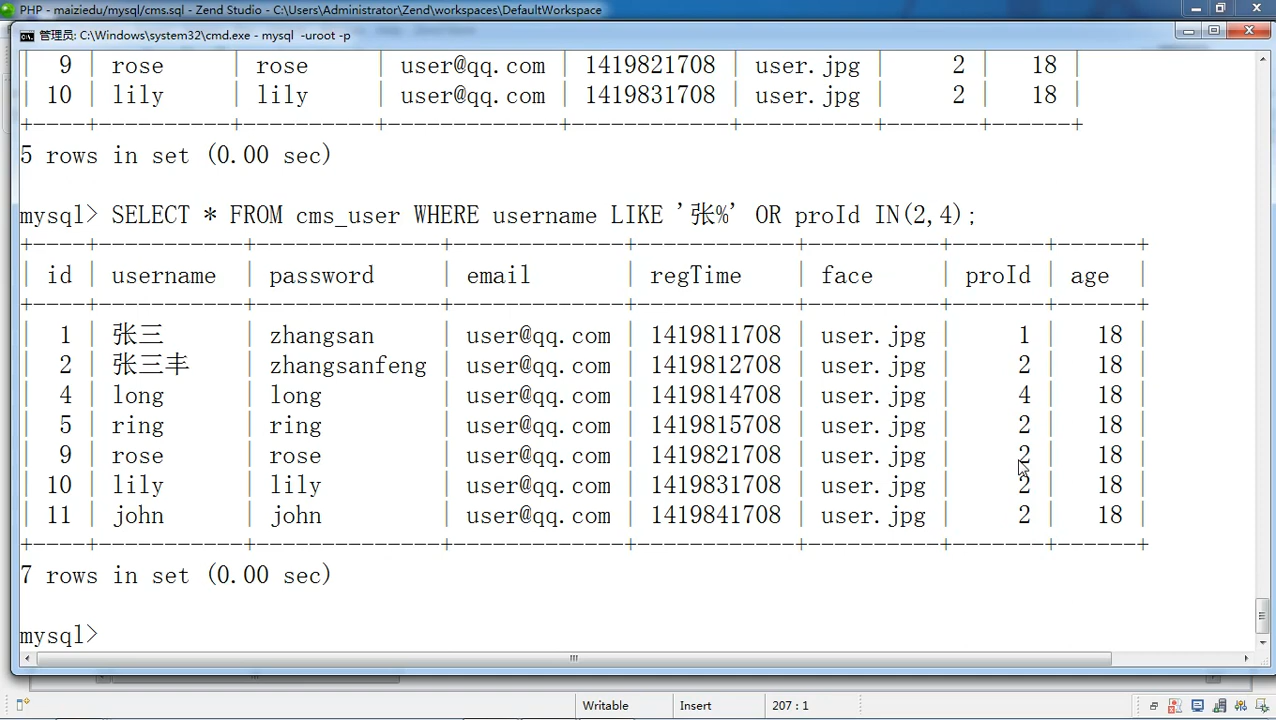 PHP - maiziedu/mysql/cms.sql - Zend Studio - C:\Users\Administrator\Zend\workspaces\DefaultWorkspace
管理员: C:\Windows\system32\cmd.exe - mysql -uroot -p
| 9 | rose | rose | user@qq.com | 1419821708 | user.jpg | 2 | 18 |
| 10 | lily | lily | user@qq.com | 1419831708 | user.jpg | 2 | 18 |
5 rows in set (0.00 sec)
mysql> SELECT * FROM cms_user WHERE username LIKE '张%' OR proId IN(2,4);
| id | username | password | email | regTime | face | proId | age |
| 1 | 张三 | zhangsan | user@qq.com | 1419811708 | user.jpg | 1 | 18 |
| 2 | 张三丰 | zhangsanfeng | user@qq.com | 1419812708 | user.jpg | 2 | 18 |
| 4 | long | long | user@qq.com | 1419814708 | user.jpg | 4 | 18 |
| 5 | ring | ring | user@qq.com | 1419815708 | user.jpg | 2 | 18 |
| 9 | rose | rose | user@qq.com | 1419821708 | user.jpg | 2 | 18 |
| 10 | lily | lily | user@qq.com | 1419831708 | user.jpg | 2 | 18 |
| 11 | john | john | user@qq.com | 1419841708 | user.jpg | 2 | 18 |
7 rows in set (0.00 sec)
mysql>
Writable Insert 207 : 1